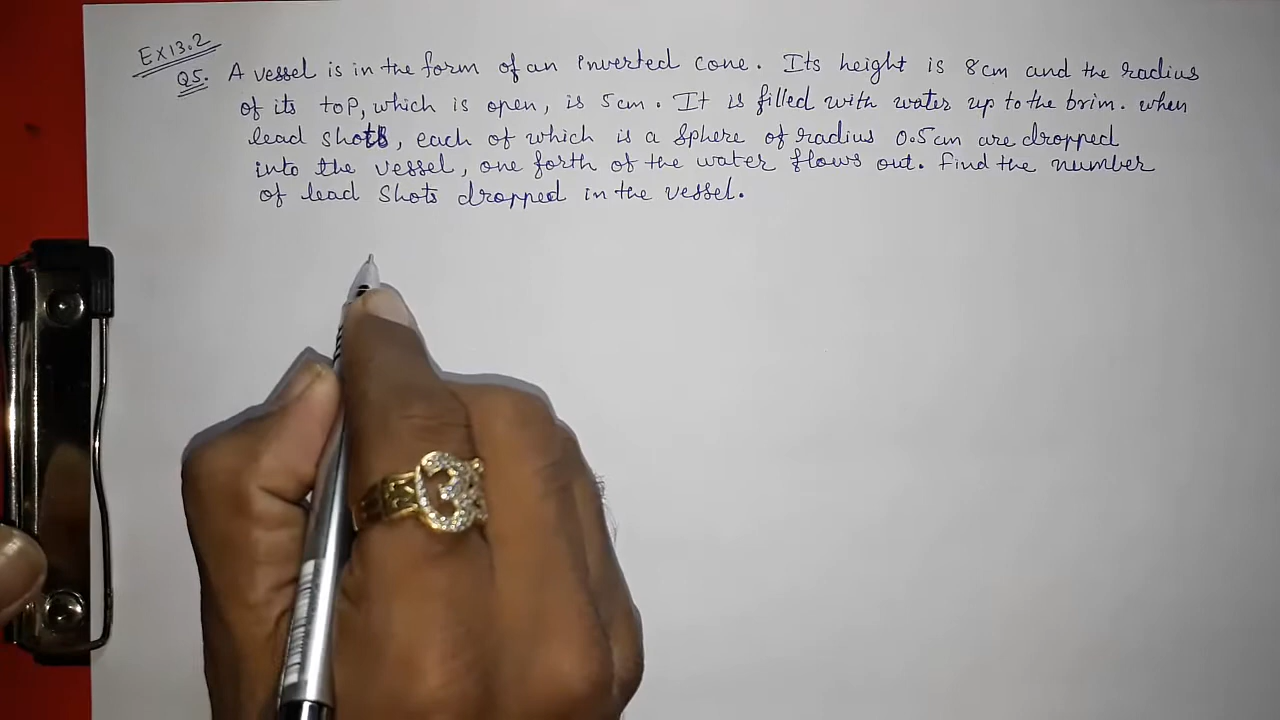 Ex13.2
Q5. A vessel is in the form of an inverted cone. Its height is 8cm and the radius
of its top, which is open, is 5cm. It is filled with water up to the brim. when
lead shots, each of which is a sphere of radius 0.5cm are dropped
into the vessel, one forth of the water flows out. Find the number
of lead shots dropped in the vessel.